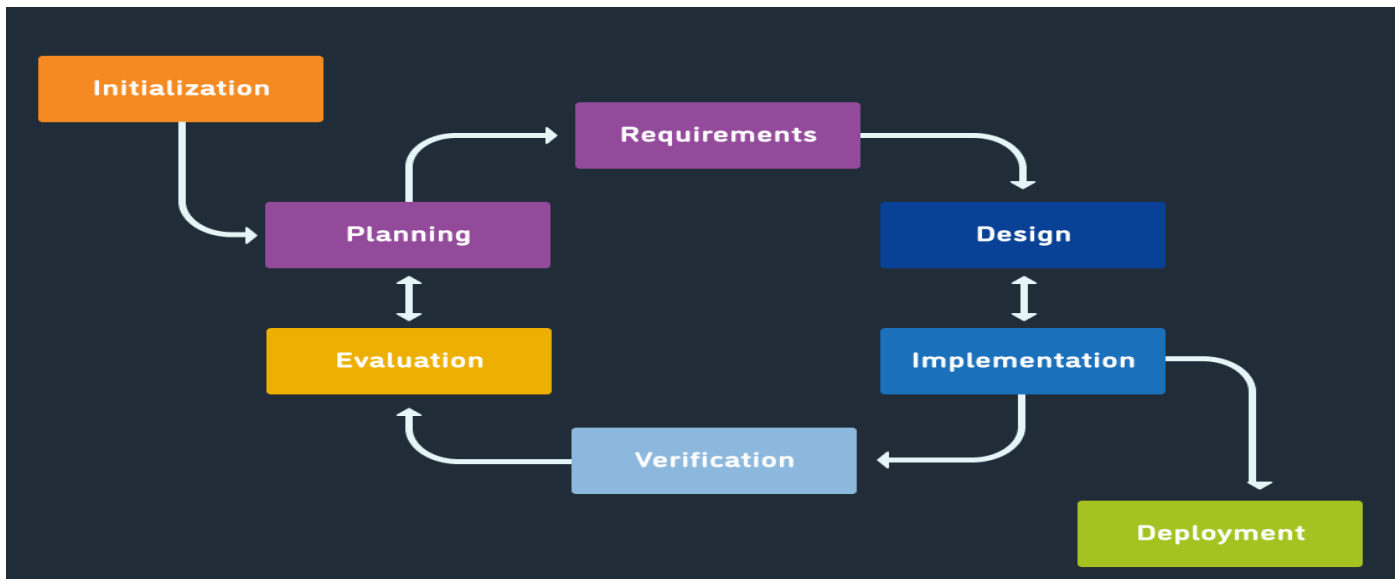 Initialization
Requirements
Planning
Design
Evaluation
Implementation
Verification
Deployment